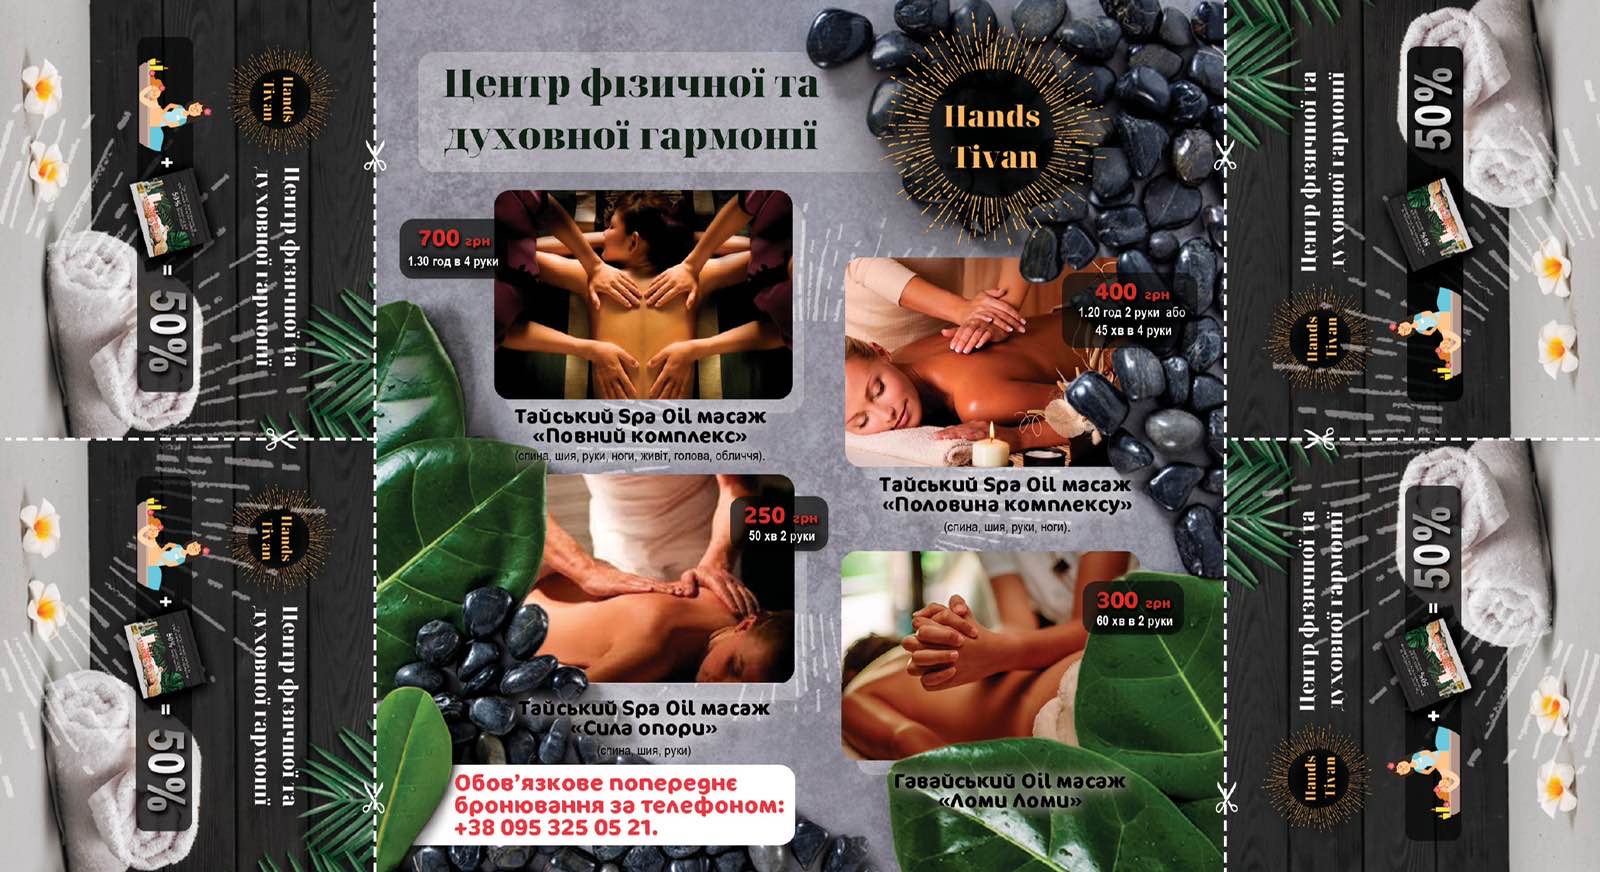 Центр фізичної та
духовної гармонії
Hands
Tivan
700 грн
1.30 год в 4 руки
Тайський Spa Oil масаж
«Повний комплекс»
(спина, шия, руки, ноги, живіт, голова, обличчя).
400 грн
1.20 год 2 руки або
45 хв в 4 руки
Тайський Spa Oil масаж
«Половина комплексу»
(спина, шия, руки, ноги).
250 грн
50 хв 2 руки
Тайський Spa Oil масаж
«Сила опори»
(спина, шия, руки)
300 грн
60 хв в 2 руки
Гавайський Oil масаж
«Ломи Ломи»
Обов’язкове попереднє
бронювання за телефоном:
+38 095 325 05 21.
Hands
Tivan
Центр фізичної та
духовної гармонії
+ = 50%
Hands
Tivan
Центр фізичної та
духовної гармонії
+ = 50%
Hands
Tivan
Центр фізичної та
духовної гармонії
50%
Hands
Tivan
Центр фізичної та
духовної гармонії
+ = 50%